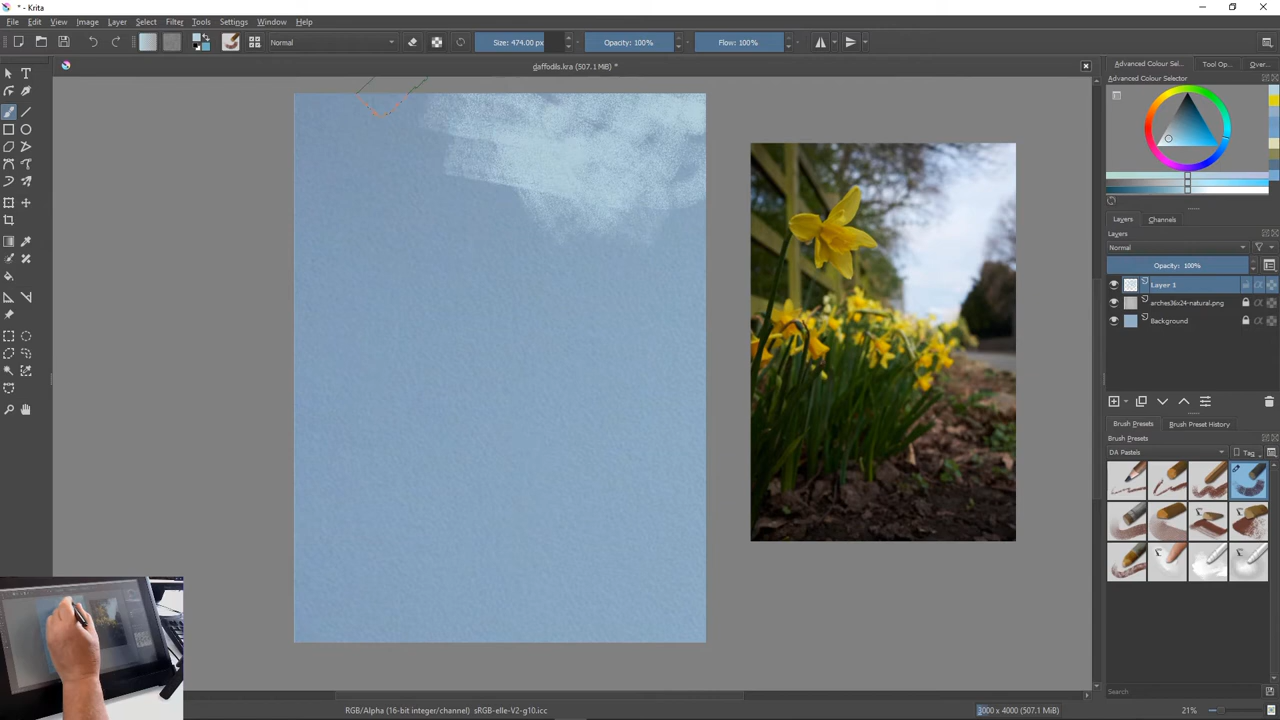 * - Krita
File Edit View Image Layer Select Filter Tools Settings Window Help
Normal Size: 474.00 px Opacity: 100% Flow: 100%
daffodils.kra (507.1 MiB) *
Advanced Colour Sel... Tool Op... Over...
Advanced Colour Selector
Layers Channels
Layers
Normal
Opacity: 100%
Layer 1
arches36x24-natural.png
Background
Brush Presets Brush Preset History
Brush Presets
DA Pastels Tag
Search
RGB/Alpha (16-bit integer/channel) sRGB-elle-V2-g10.icc 3000 x 4000 (507.1 MiB) 21%